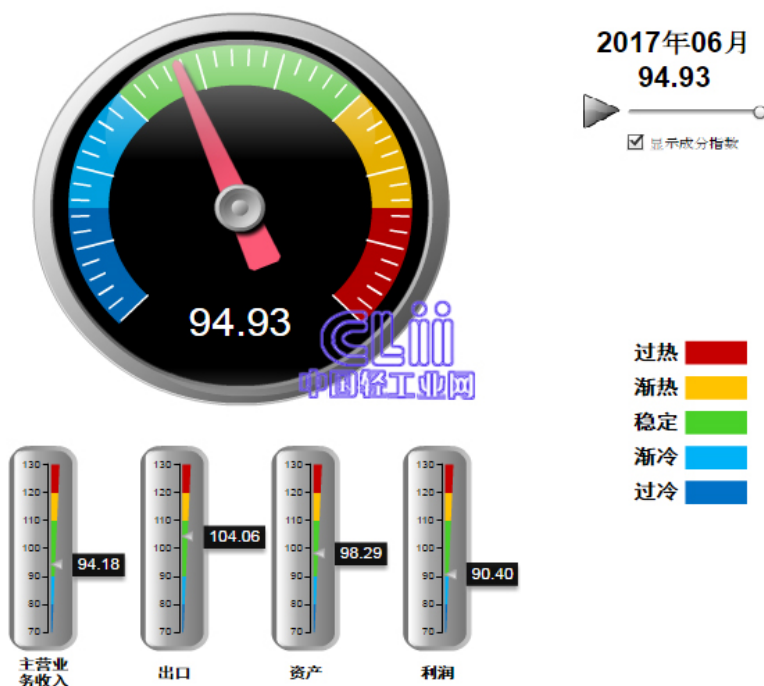 2017年06月
94.93
显示成分指数
94.93
CLii
中国轻工业网
过热
渐热
稳定
渐冷
过冷
130
120
110
100
90
80
70
94.18
主营业
务收入
130
120
110
100
90
80
70
104.06
出口
130
120
110
100
90
80
70
98.29
资产
130
120
110
100
90
80
70
90.40
利润